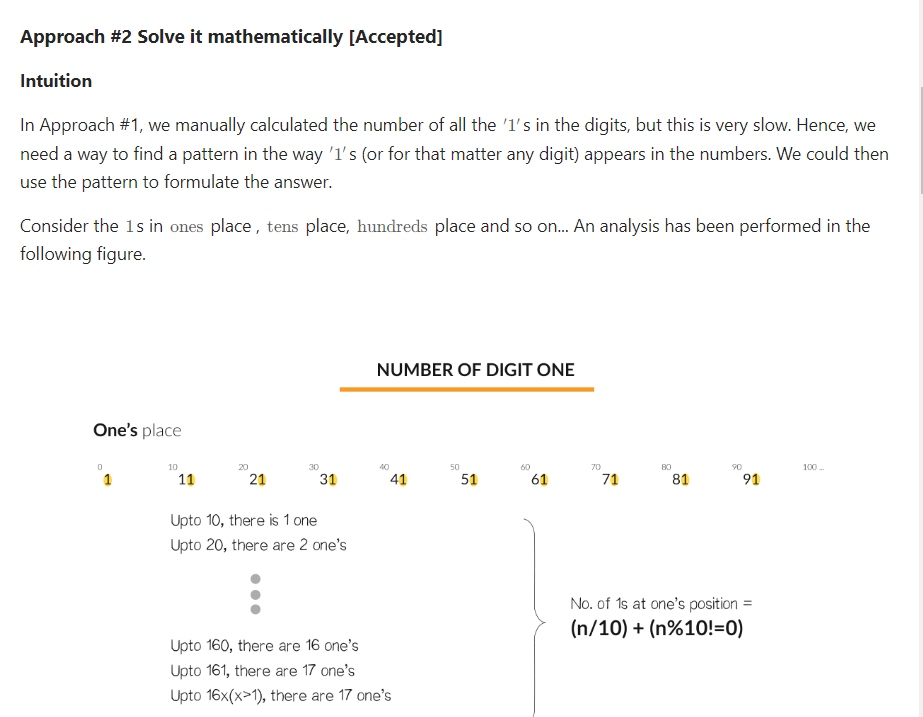 Approach #2 Solve it mathematically [Accepted]
Intuition
In Approach #1, we manually calculated the number of all the '1's in the digits, but this is very slow. Hence, we
need a way to find a pattern in the way '1's (or for that matter any digit) appears in the numbers. We could then
use the pattern to formulate the answer.
Consider the 1s in ones place , tens place, hundreds place and so on... An analysis has been performed in the
following figure.
NUMBER OF DIGIT ONE
One's place
0 10 20 30 40 50 60 70 80 90 100 ...
1 11 21 31 41 51 61 71 81 91
Upto 10, there is 1 one
Upto 20, there are 2 one's
No. of 1s at one's position =
(n/10) + (n%10!=0)
Upto 160, there are 16 one's
Upto 161, there are 17 one's
Upto 16x(x>1), there are 17 one's